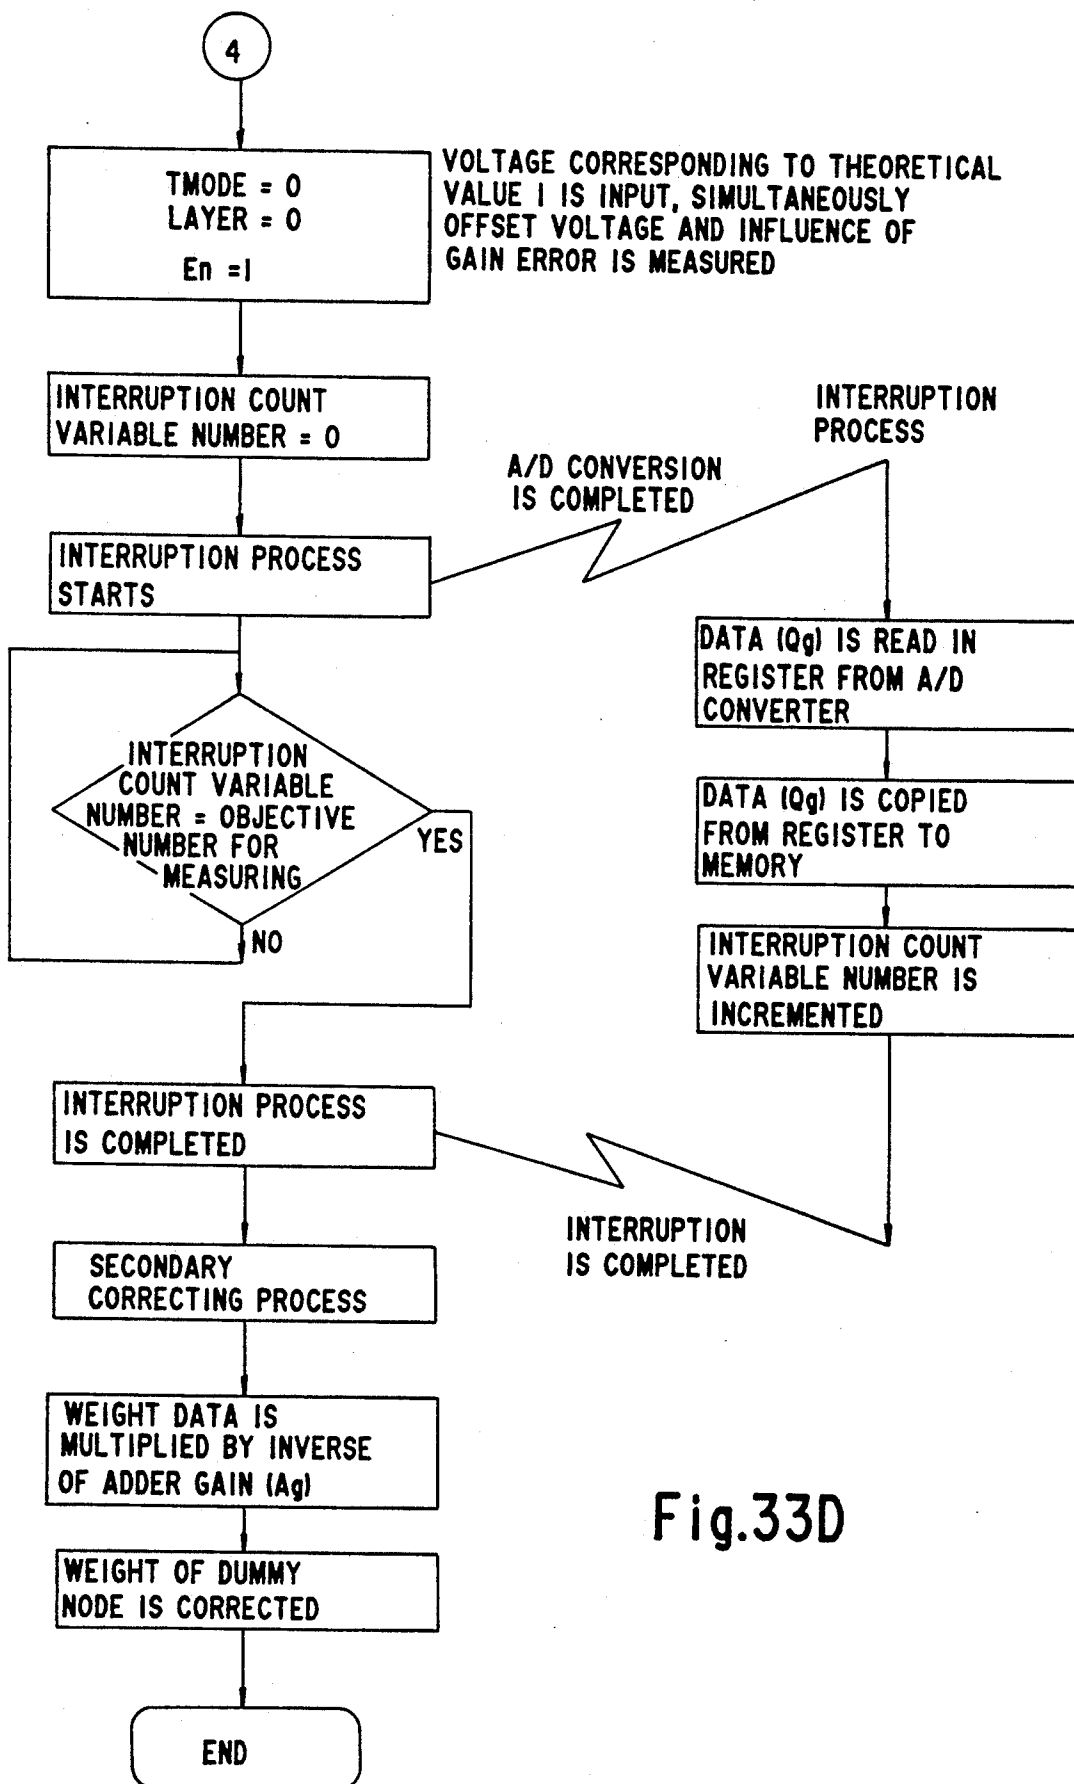 4
TMODE = 0
LAYER = 0
En = 1
VOLTAGE CORRESPONDING TO THEORETICAL
VALUE 1 IS INPUT, SIMULTANEOUSLY
OFFSET VOLTAGE AND INFLUENCE OF
GAIN ERROR IS MEASURED
INTERRUPTION COUNT
VARIABLE NUMBER = 0
INTERRUPTION
PROCESS
A/D CONVERSION
IS COMPLETED
INTERRUPTION PROCESS
STARTS
DATA (Qg) IS READ IN
REGISTER FROM A/D
CONVERTER
INTERRUPTION
COUNT VARIABLE
NUMBER = OBJECTIVE
NUMBER FOR
MEASURING
YES
NO
DATA (Qg) IS COPIED
FROM REGISTER TO
MEMORY
INTERRUPTION COUNT
VARIABLE NUMBER IS
INCREMENTED
INTERRUPTION PROCESS
IS COMPLETED
INTERRUPTION
IS COMPLETED
SECONDARY
CORRECTING PROCESS
WEIGHT DATA IS
MULTIPLIED BY INVERSE
OF ADDER GAIN (Ag)
WEIGHT OF DUMMY
NODE IS CORRECTED
END
Fig.33D